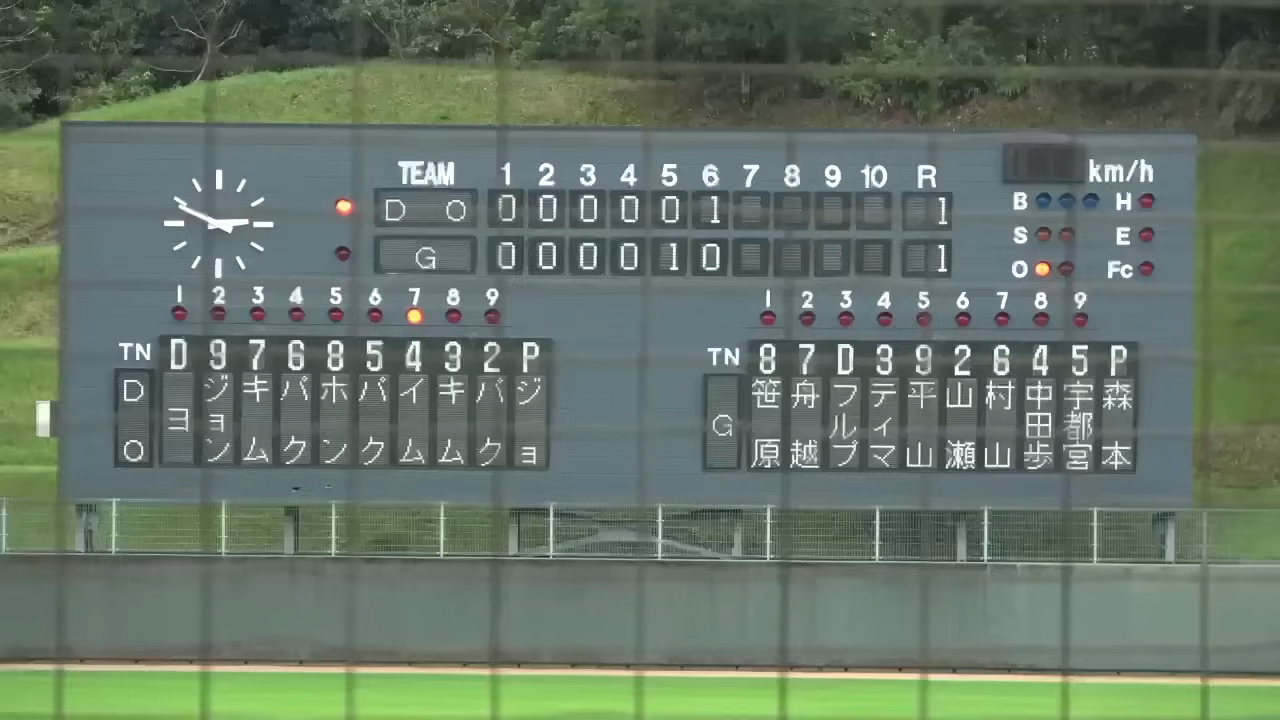 TEAM 1 2 3 4 5 6 7 8 9 10 R km/h
D O 0 0 0 0 0 1 1 B H
S E
G 0 0 0 0 1 0 1 O Fc
1 2 3 4 5 6 7 8 9
TN D 9 7 6 8 5 4 3 2 P
DO ヨ ジョン キム パク ホン パク イム キム パク ジョ
1 2 3 4 5 6 7 8 9
TN 8 7 D 3 9 2 6 4 5 P
G 笹原 舟越 フルプ ティマ 平山 山瀬 村山 中田歩 宇都宮 森本